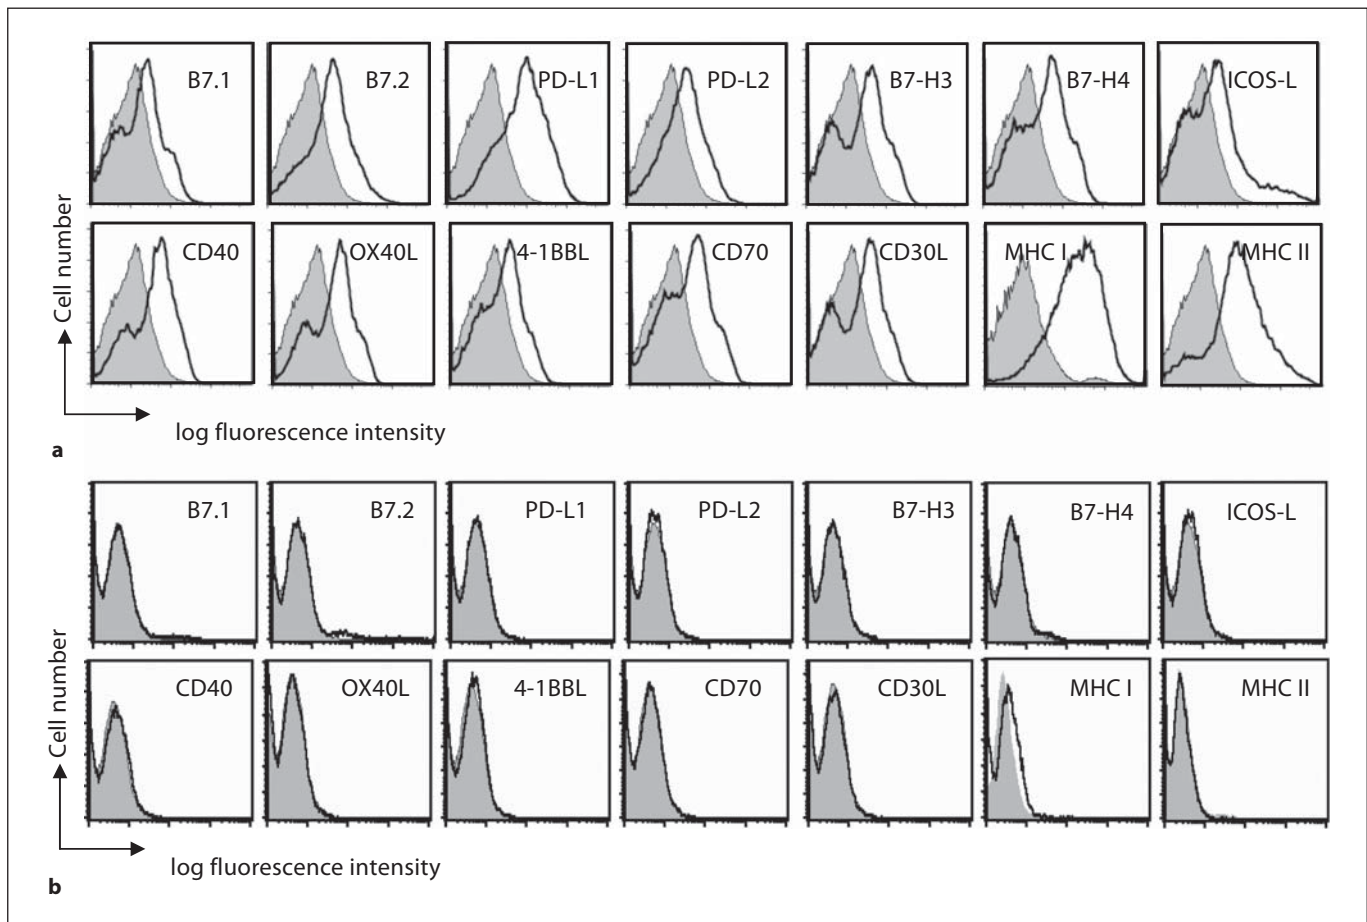 B7.1 B7.2 PD-L1 PD-L2 B7-H3 B7-H4 ICOS-L
CD40 OX40L 4-1BBL CD70 CD30L MHC I MHC II
Cell number
log fluorescence intensity
a
B7.1 B7.2 PD-L1 PD-L2 B7-H3 B7-H4 ICOS-L
CD40 OX40L 4-1BBL CD70 CD30L MHC I MHC II
Cell number
log fluorescence intensity
b